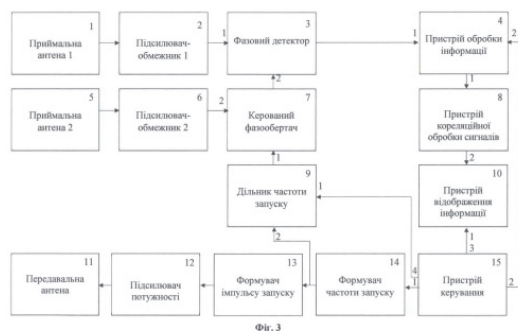 1
Приймальна
антена 1
2
Підсилювач-
обмежник 1
1
3
Фазовий детектор
1
4
Пристрій обробки
інформації
2
2
1
5
Приймальна
антена 2
6
Підсилювач-
обмежник 2
2
7
Керований
фазообертач
8
Пристрій
кореляційної
обробки сигналів
1
2
9
Дільник частоти
запуску
1
10
Пристрій
відображення
інформації
2
1
3
11
Передавальна
антена
12
Підсилювач
потужності
13
Формувач
імпульсу запуску
14
Формувач
частоти запуску
4
1
15
Пристрій
керування
2
Фіг. 3